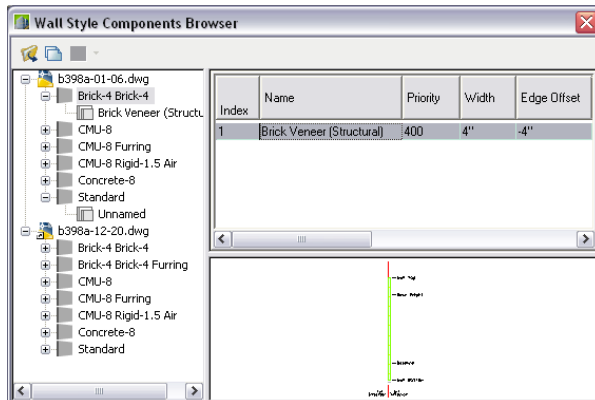 Wall Style Components Browser
b398a-01-06.dwg
Brick-4 Brick-4
Brick Veneer (Structu
CMU-8
CMU-8 Furring
CMU-8 Rigid-1.5 Air
Concrete-8
Standard
Unnamed
b398a-12-20.dwg
Brick-4 Brick-4
Brick-4 Brick-4 Furring
CMU-8
CMU-8 Furring
CMU-8 Rigid-1.5 Air
Concrete-8
Standard
Index Name Priority Width Edge Offset
1 Brick Veneer (Structural) 400 4" -4"